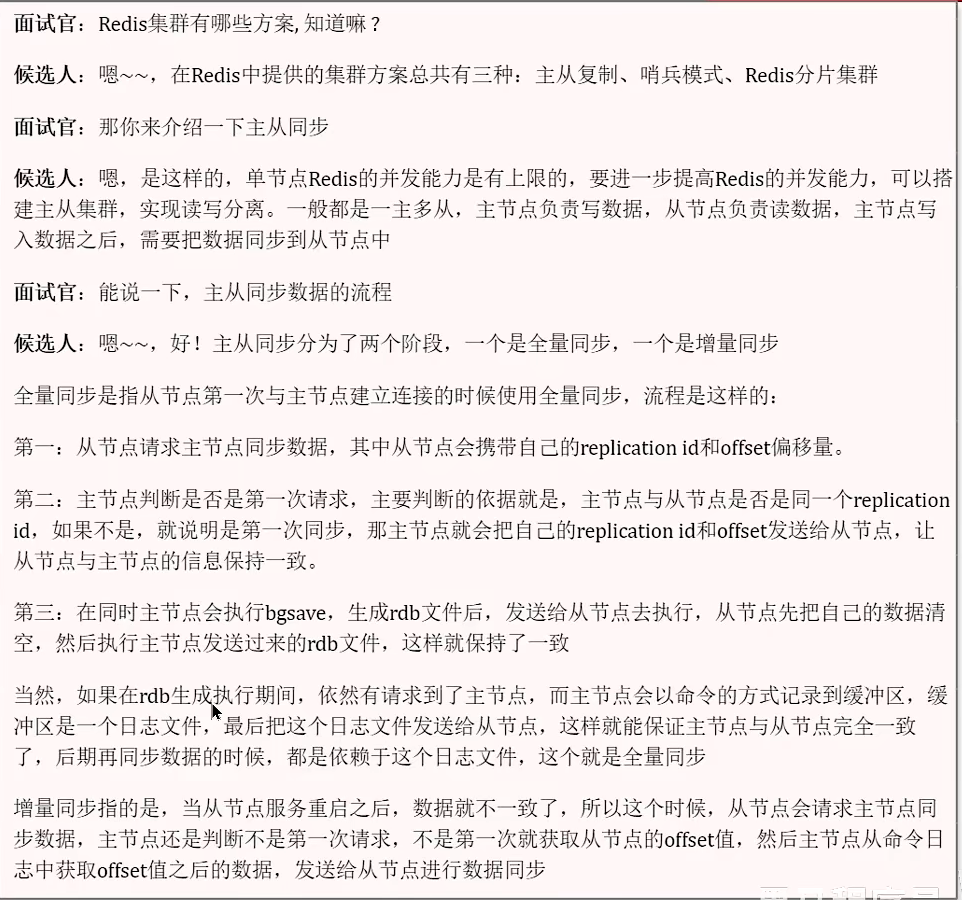 面试官：Redis集群有哪些方案, 知道嘛？
候选人：嗯~~，在Redis中提供的集群方案总共有三种：主从复制、哨兵模式、Redis分片集群
面试官：那你来介绍一下主从同步
候选人：嗯，是这样的，单节点Redis的并发能力是有上限的，要进一步提高Redis的并发能力，可以搭
建主从集群，实现读写分离。一般都是一主多从，主节点负责写数据，从节点负责读数据，主节点写
入数据之后，需要把数据同步到从节点中
面试官：能说一下，主从同步数据的流程
候选人：嗯~~，好！主从同步分为了两个阶段，一个是全量同步，一个是增量同步
全量同步是指从节点第一次与主节点建立连接的时候使用全量同步，流程是这样的：
第一：从节点请求主节点同步数据，其中从节点会携带自己的replication id和offset偏移量。
第二：主节点判断是否是第一次请求，主要判断的依据就是，主节点与从节点是否是同一个replication
id，如果不是，就说明是第一次同步，那主节点就会把自己的replication id和offset发送给从节点，让
从节点与主节点的信息保持一致。
第三：在同时主节点会执行bgsave，生成rdb文件后，发送给从节点去执行，从节点先把自己的数据清
空，然后执行主节点发送过来的rdb文件，这样就保持了一致
当然，如果在rdb生成执行期间，依然有请求到了主节点，而主节点会以命令的方式记录到缓冲区，缓
冲区是一个日志文件，最后把这个日志文件发送给从节点，这样就能保证主节点与从节点完全一致
了，后期再同步数据的时候，都是依赖于这个日志文件，这个就是全量同步
增量同步指的是，当从节点服务重启之后，数据就不一致了，所以这个时候，从节点会请求主节点同
步数据，主节点还是判断不是第一次请求，不是第一次就获取从节点的offset值，然后主节点从命令日
志中获取offset值之后的数据，发送给从节点进行数据同步